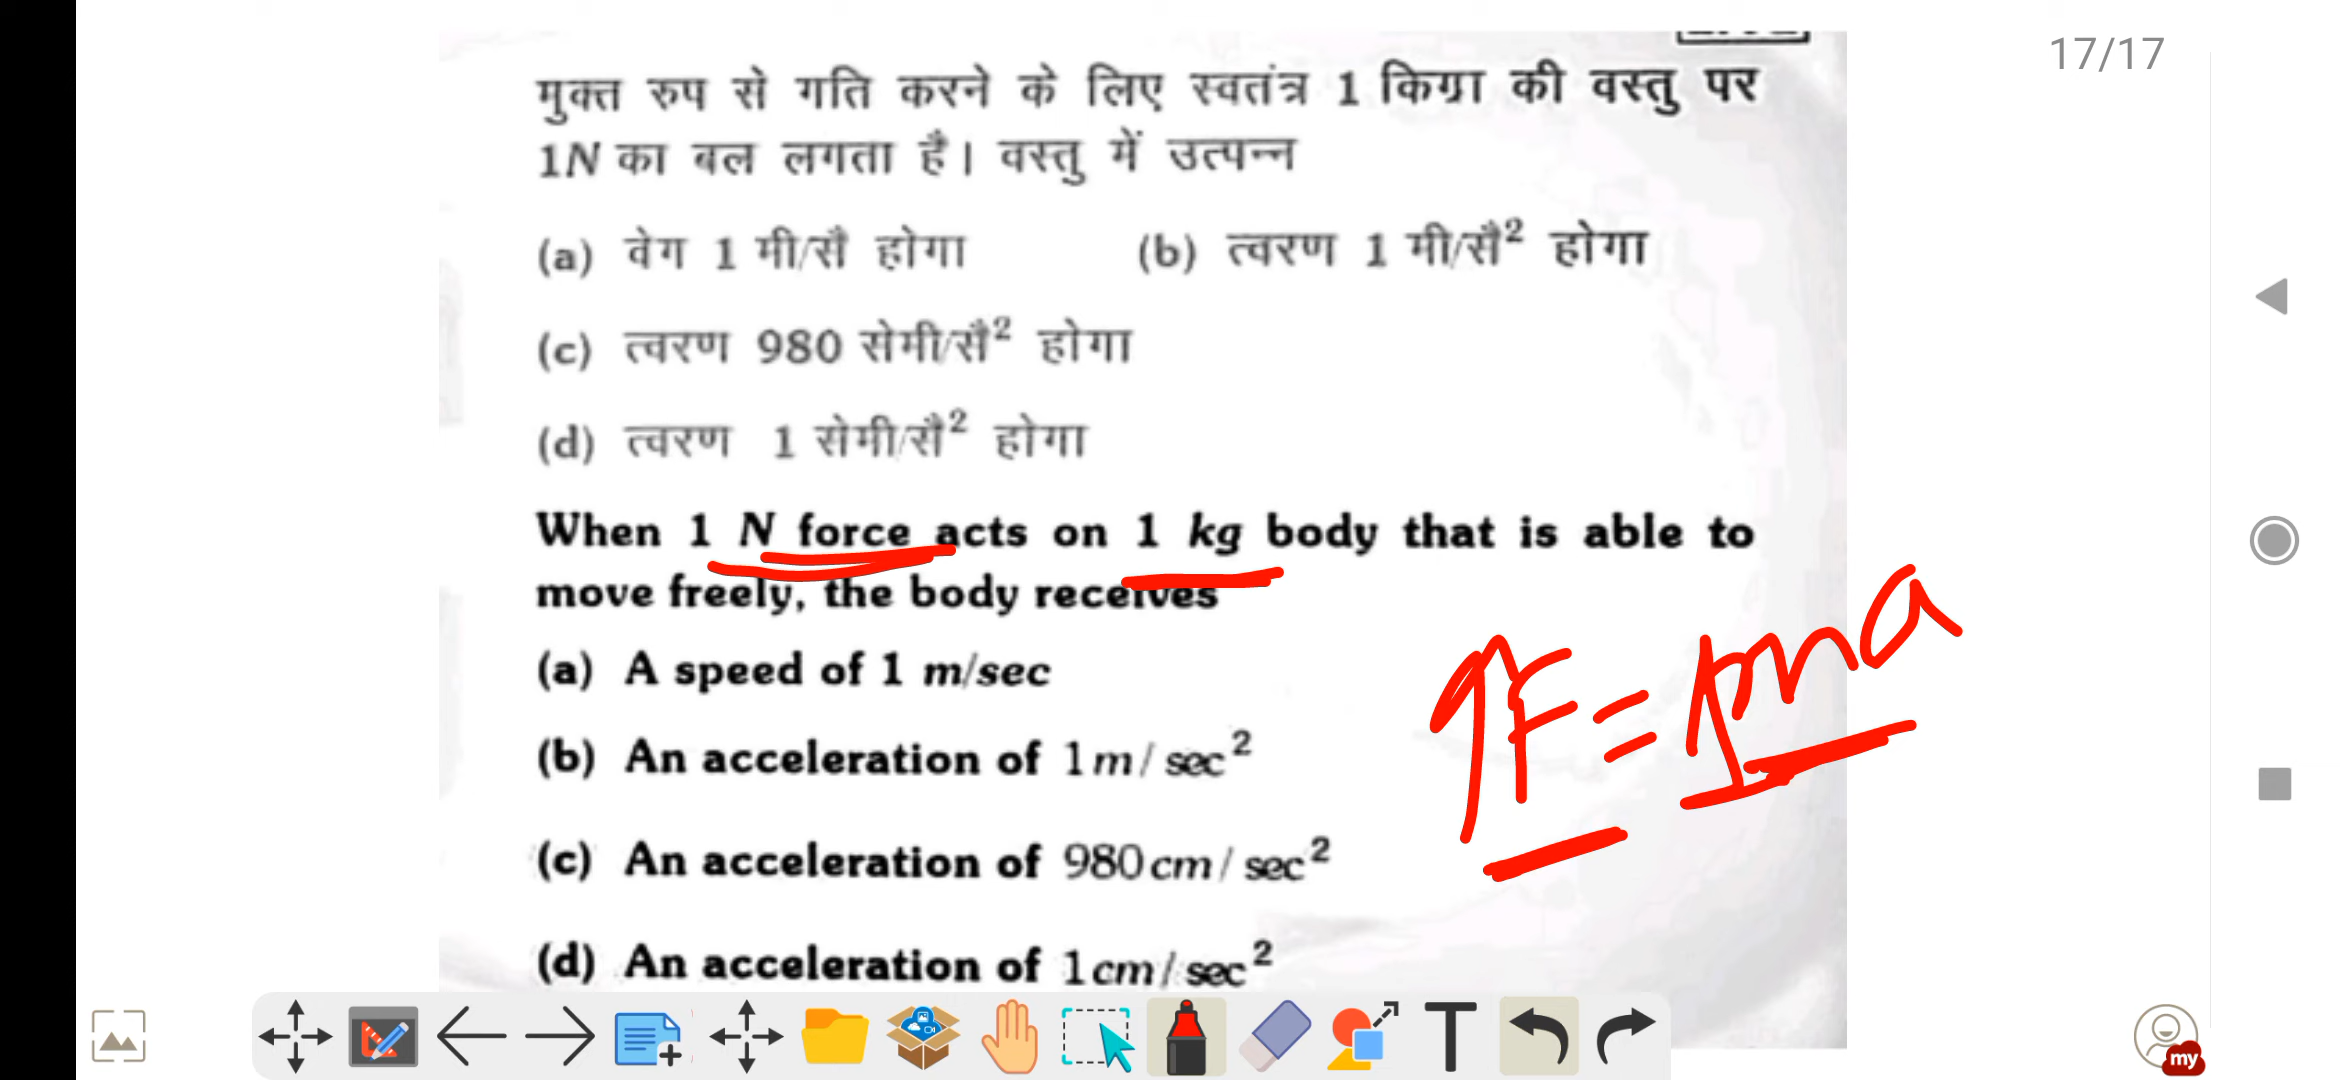 17/17
मुक्त रुप से गति करने के लिए स्वतंत्र 1 किग्रा की वस्तु पर
1N का बल लगता है। वस्तु में उत्पन्न
(a) वेग 1 मी/सै होगा (b) त्वरण 1 मी/सै² होगा
(c) त्वरण 980 सेमी/सै² होगा
(d) त्वरण 1 सेमी/सै² होगा
When 1 N force acts on 1 kg body that is able to
move freely, the body receives
(a) A speed of 1 m/sec
F = ma
(b) An acceleration of 1 m/sec²
(c) An acceleration of 980 cm/sec²
(d) An acceleration of 1 cm/sec²
T
my